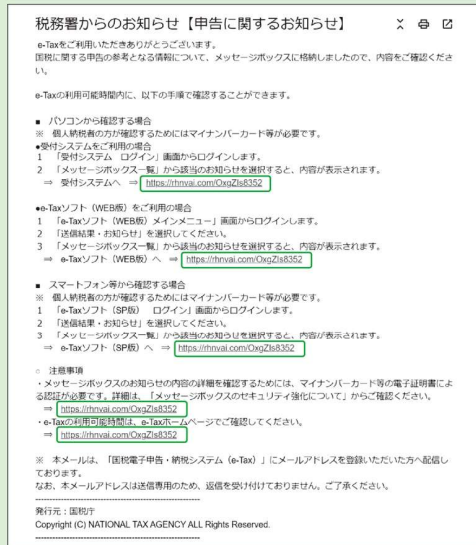 税務署からのお知らせ【申告に関するお知らせ】
e-Taxをご利用いただきありがとうございます。
国税に関する申告の参考となる情報について、メッセージボックスに格納しましたので、内容をご確認くださ
い。
e-Taxの利用可能時間内に、以下の手順で確認することができます。
■ パソコンから確認する場合
※ 個人納税者の方が確認するためにはマイナンバーカード等が必要です。
●受付システムをご利用の場合
1 「受付システム ログイン」画面からログインします。
2 「メッセージボックス一覧」から該当のお知らせを選択すると、内容が表示されます。
⇒ 受付システムへ ⇒ https://rhnvai.com/OxgZIs8352
●e-Taxソフト（WEB版）をご利用の場合
1 「e-Taxソフト（WEB版）メインメニュー」画面からログインします。
2 「送信結果・お知らせ」を選択してください。
3 「メッセージボックス一覧」から該当のお知らせを選択すると、内容が表示されます。
⇒ e-Taxソフト（WEB版）へ ⇒ https://rhnvai.com/OxgZIs8352
■ スマートフォン等から確認する場合
※ 個人納税者の方が確認するためにはマイナンバーカード等が必要です。
1 「e-Taxソフト（SP版） ログイン」画面からログインします。
2 「送信結果・お知らせ」を選択してください。
3 「メッセージボックス一覧」から該当のお知らせを選択すると、内容が表示されます。
⇒ e-Taxソフト（SP版）へ ⇒ https://rhnvai.com/OxgZIs8352
○ 注意事項
・メッセージボックスのお知らせの内容の詳細を確認するためには、マイナンバーカード等の電子証明書によ
る認証が必要です。詳細は、「メッセージボックスのセキュリティ強化について」からご確認ください。
⇒ https://rhnvai.com/OxgZIs8352
・e-Taxの利用可能時間は、e-Taxホームページでご確認してください。
⇒ https://rhnvai.com/OxgZIs8352
※ 本メールは、「国税電子申告・納税システム（e-Tax）」にメールアドレスを登録いただいた方へ配信し
ております。
なお、本メールアドレスは送信専用のため、返信を受け付けておりません。ご了承ください。
--------------------------------------------------------
発行元：国税庁
Copyright (C) NATIONAL TAX AGENCY ALL Rights Reserved.
--------------------------------------------------------